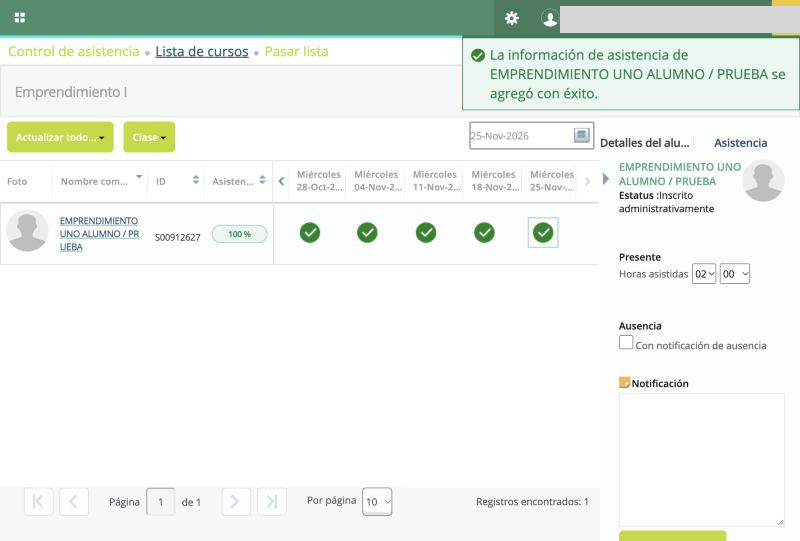 Control de asistencia • Lista de cursos • Pasar lista
La información de asistencia de
EMPRENDIMIENTO UNO ALUMNO / PRUEBA se
agregó con éxito.
Emprendimiento I
Actualizar todo... Clase
25-Nov-2026
Detalles del alu... Asistencia
Foto Nombre com... ID Asisten...
Miércoles Miércoles Miércoles Miércoles Miércoles
28-Oct-2... 04-Nov-2... 11-Nov-2... 18-Nov-2... 25-Nov-...
EMPRENDIMIENTO
UNO ALUMNO / PR
UEBA
S00912627
100 %
EMPRENDIMIENTO UNO
ALUMNO / PRUEBA
Estatus :Inscrito
administrativamente
Presente
Horas asistidas 02 00
Ausencia
Con notificación de ausencia
Notificación
Página 1 de 1
Por página 10
Registros encontrados: 1